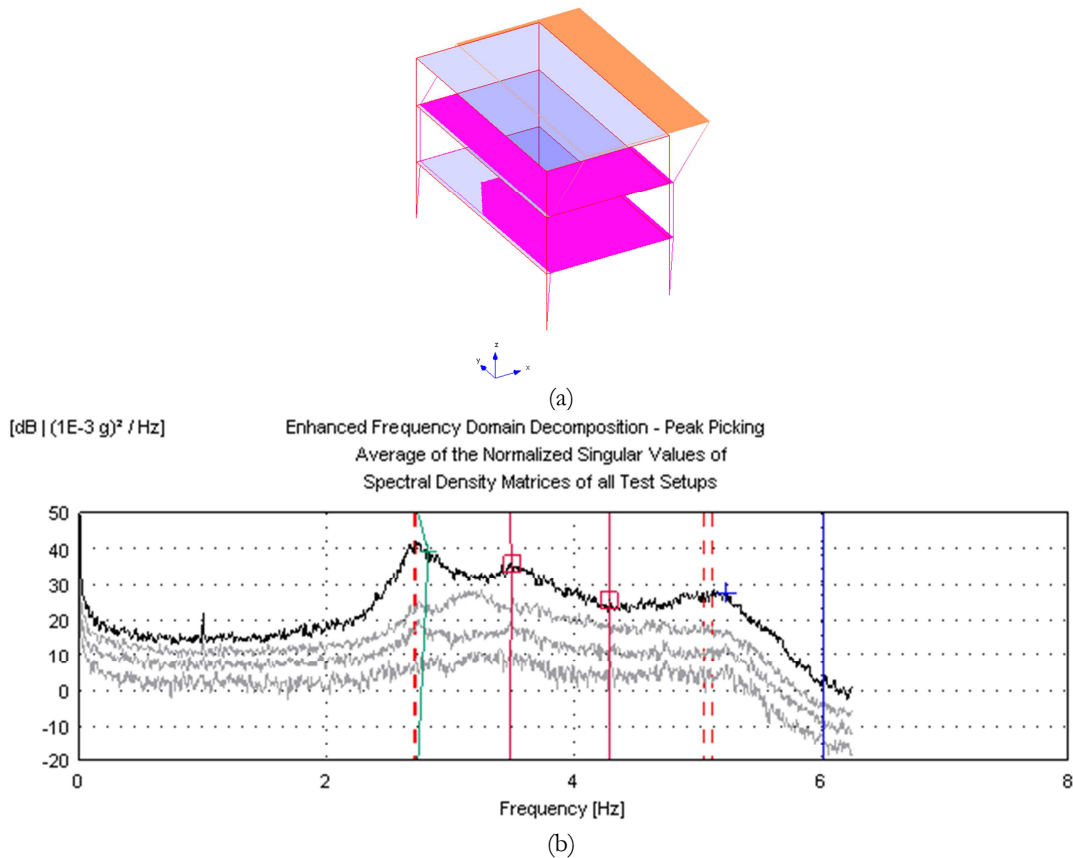 z
y
x
(a)
[dB | (1E-3 g)² / Hz]
Enhanced Frequency Domain Decomposition - Peak Picking
Average of the Normalized Singular Values of
Spectral Density Matrices of all Test Setups
50
40
30
20
10
0
-10
-20
0 2 4 6 8
Frequency [Hz]
(b)